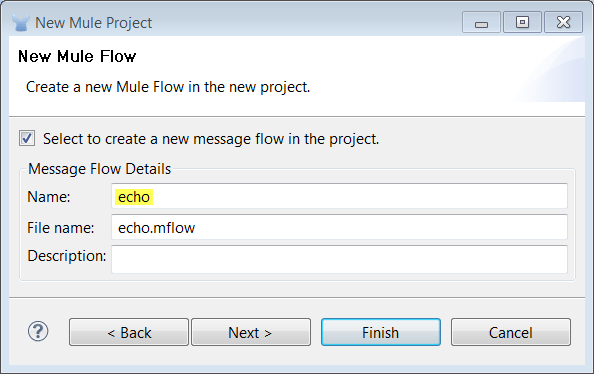 New Mule Project
New Mule Flow
Create a new Mule Flow in the new project.
Select to create a new message flow in the project.
Message Flow Details
Name: echo
File name: echo.mflow
Description:
? < Back Next > Finish Cancel